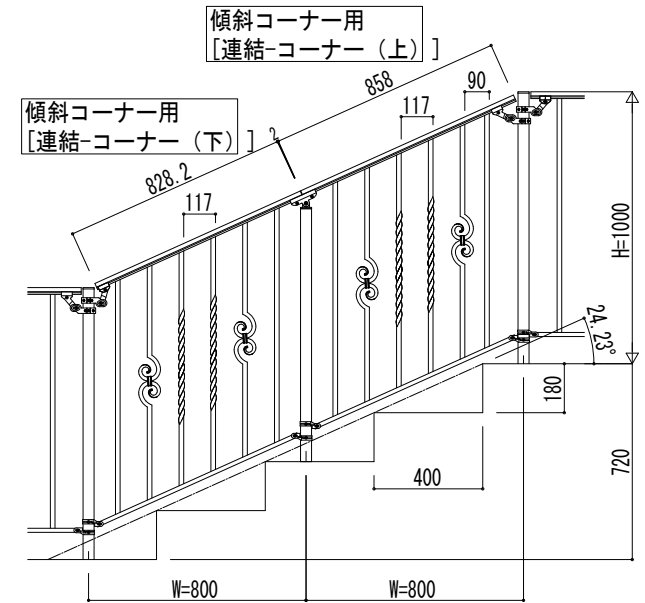 傾斜コーナー用
[連結-コーナー（上）]
858
90
117
傾斜コーナー用
[連結-コーナー（下）]
2
828.2
117
H=1000
24.23°
180
720
400
W=800
W=800